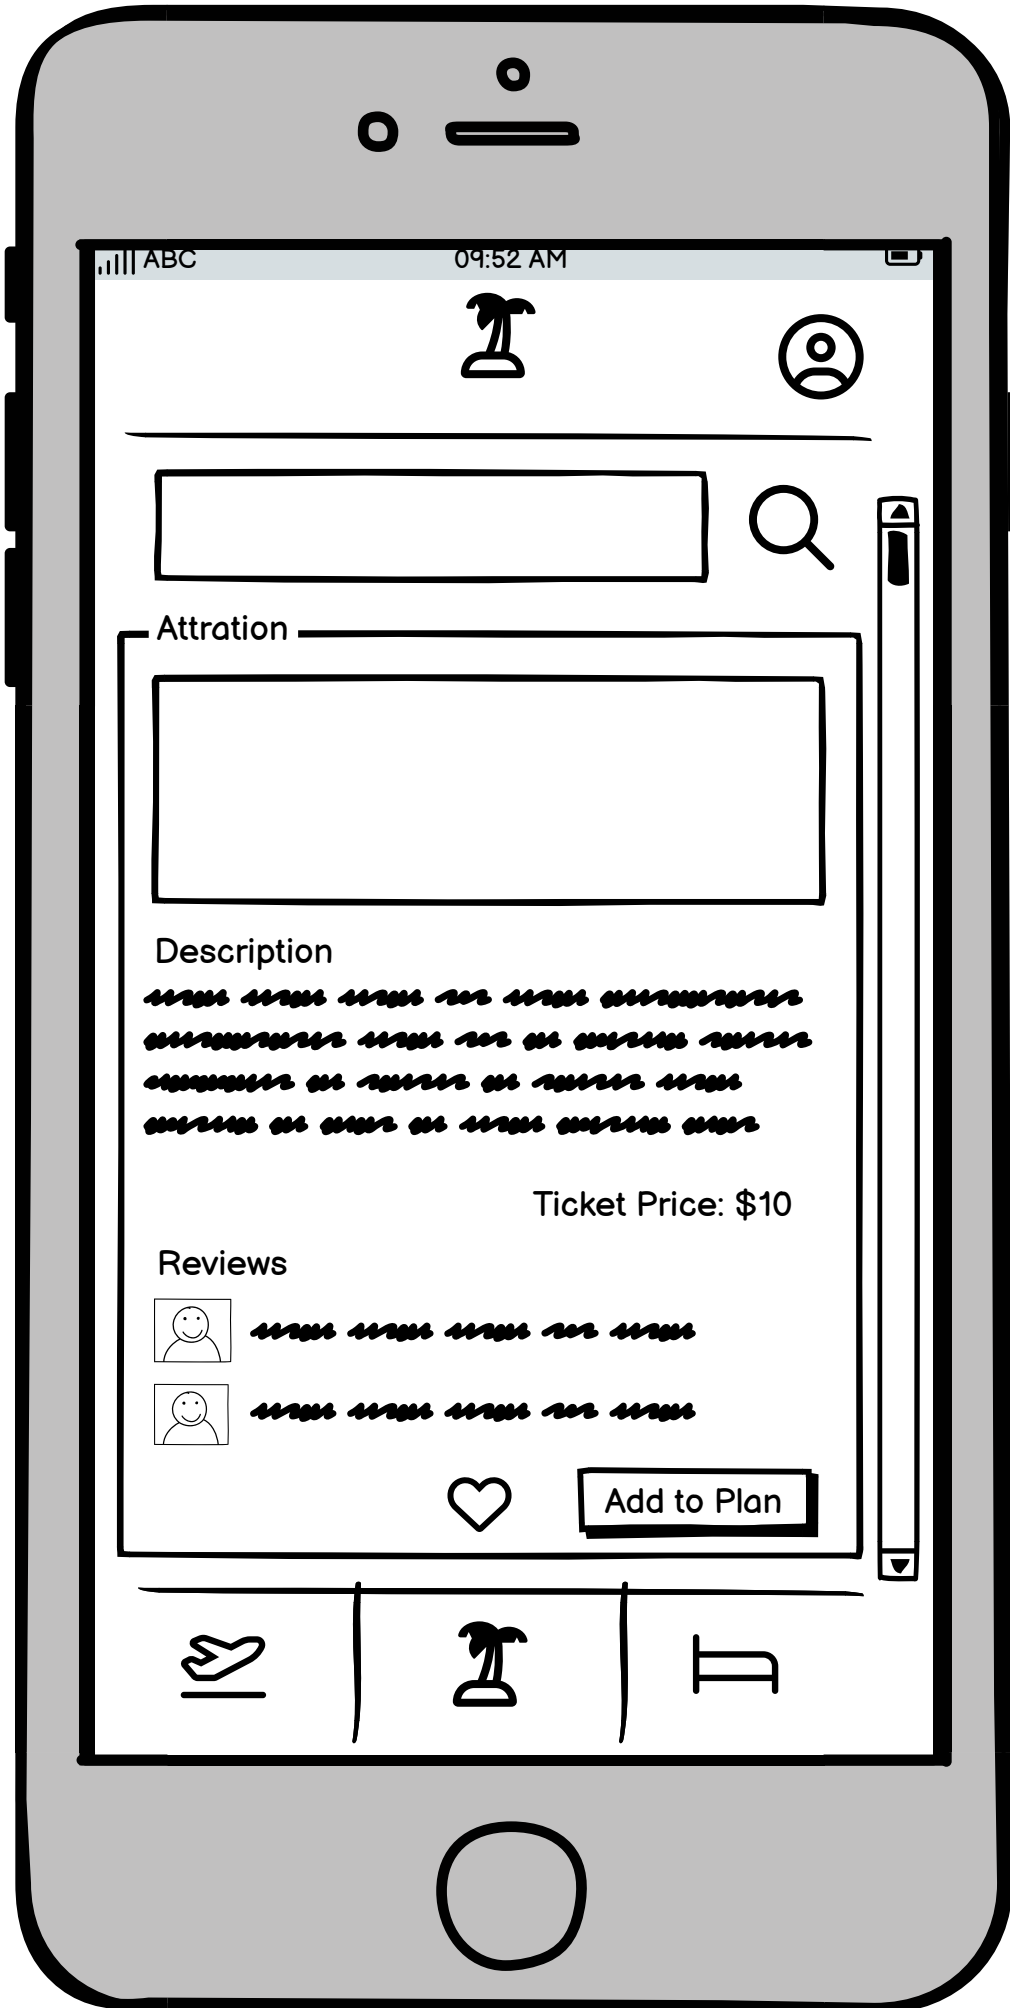 ABC 09:52 AM
Attration
Description
Ticket Price: $10
Reviews
Add to Plan